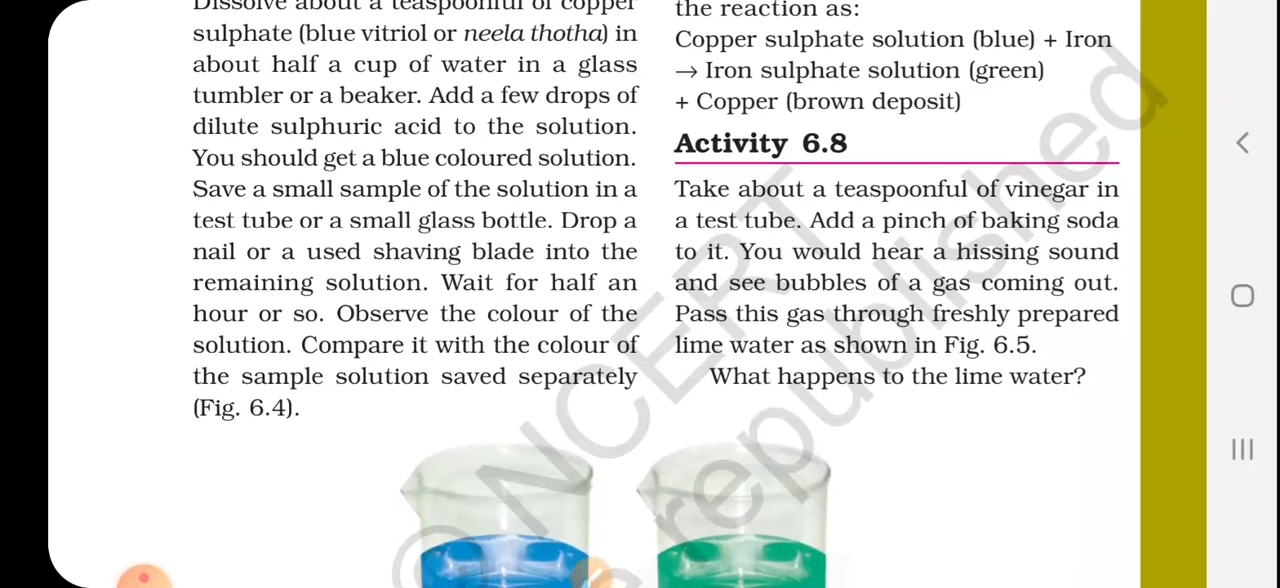 Dissolve about a teaspoonful of copper
sulphate (blue vitriol or neela thotha) in
about half a cup of water in a glass
tumbler or a beaker. Add a few drops of
dilute sulphuric acid to the solution.
You should get a blue coloured solution.
Save a small sample of the solution in a
test tube or a small glass bottle. Drop a
nail or a used shaving blade into the
remaining solution. Wait for half an
hour or so. Observe the colour of the
solution. Compare it with the colour of
the sample solution saved separately
(Fig. 6.4).
the reaction as:
Copper sulphate solution (blue) + Iron
→ Iron sulphate solution (green)
+ Copper (brown deposit)
Activity 6.8
Take about a teaspoonful of vinegar in
a test tube. Add a pinch of baking soda
to it. You would hear a hissing sound
and see bubbles of a gas coming out.
Pass this gas through freshly prepared
lime water as shown in Fig. 6.5.
What happens to the lime water?
© NCERT
republished